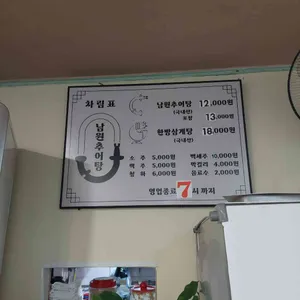 차림표
남원추어탕
남원추어탕 12,000원
(국내산)
포장 13,000원
한방삼계탕 18,000원
(국내산)
소주 5,000원
맥주 5,000원
청하 6,000원
백세주 10,000원
막걸리 4,000원
음료수 2,000원
영업종료 7시 까지